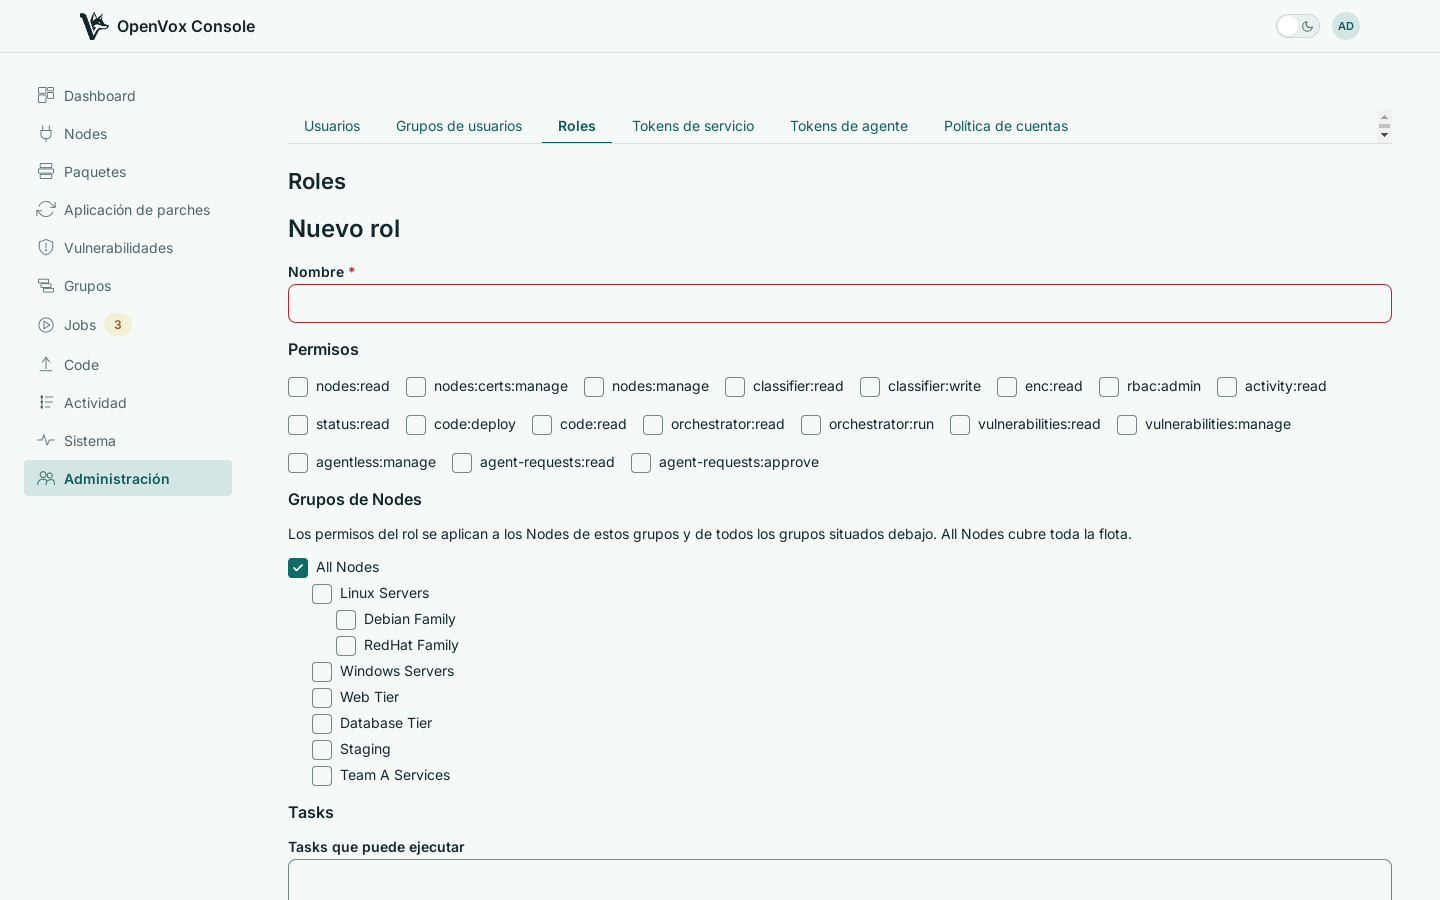 OpenVox Console
AD
Dashboard
Nodes
Paquetes
Aplicación de parches
Vulnerabilidades
Grupos
Jobs 3
Code
Actividad
Sistema
Administración
Usuarios Grupos de usuarios Roles Tokens de servicio Tokens de agente Política de cuentas
Roles
Nuevo rol
Nombre *
Permisos
nodes:read nodes:certs:manage nodes:manage classifier:read classifier:write enc:read rbac:admin activity:read
status:read code:deploy code:read orchestrator:read orchestrator:run vulnerabilities:read vulnerabilities:manage
agentless:manage agent-requests:read agent-requests:approve
Grupos de Nodes
Los permisos del rol se aplican a los Nodes de estos grupos y de todos los grupos situados debajo. All Nodes cubre toda la flota.
All Nodes
Linux Servers
Debian Family
RedHat Family
Windows Servers
Web Tier
Database Tier
Staging
Team A Services
Tasks
Tasks que puede ejecutar